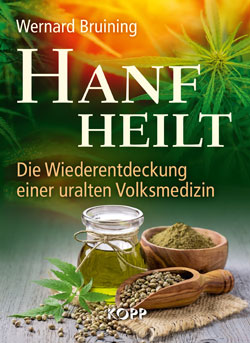 Wernard Bruining
HANF
HEILT
Die Wiederentdeckung
einer uralten Volksmedizin
KOPP